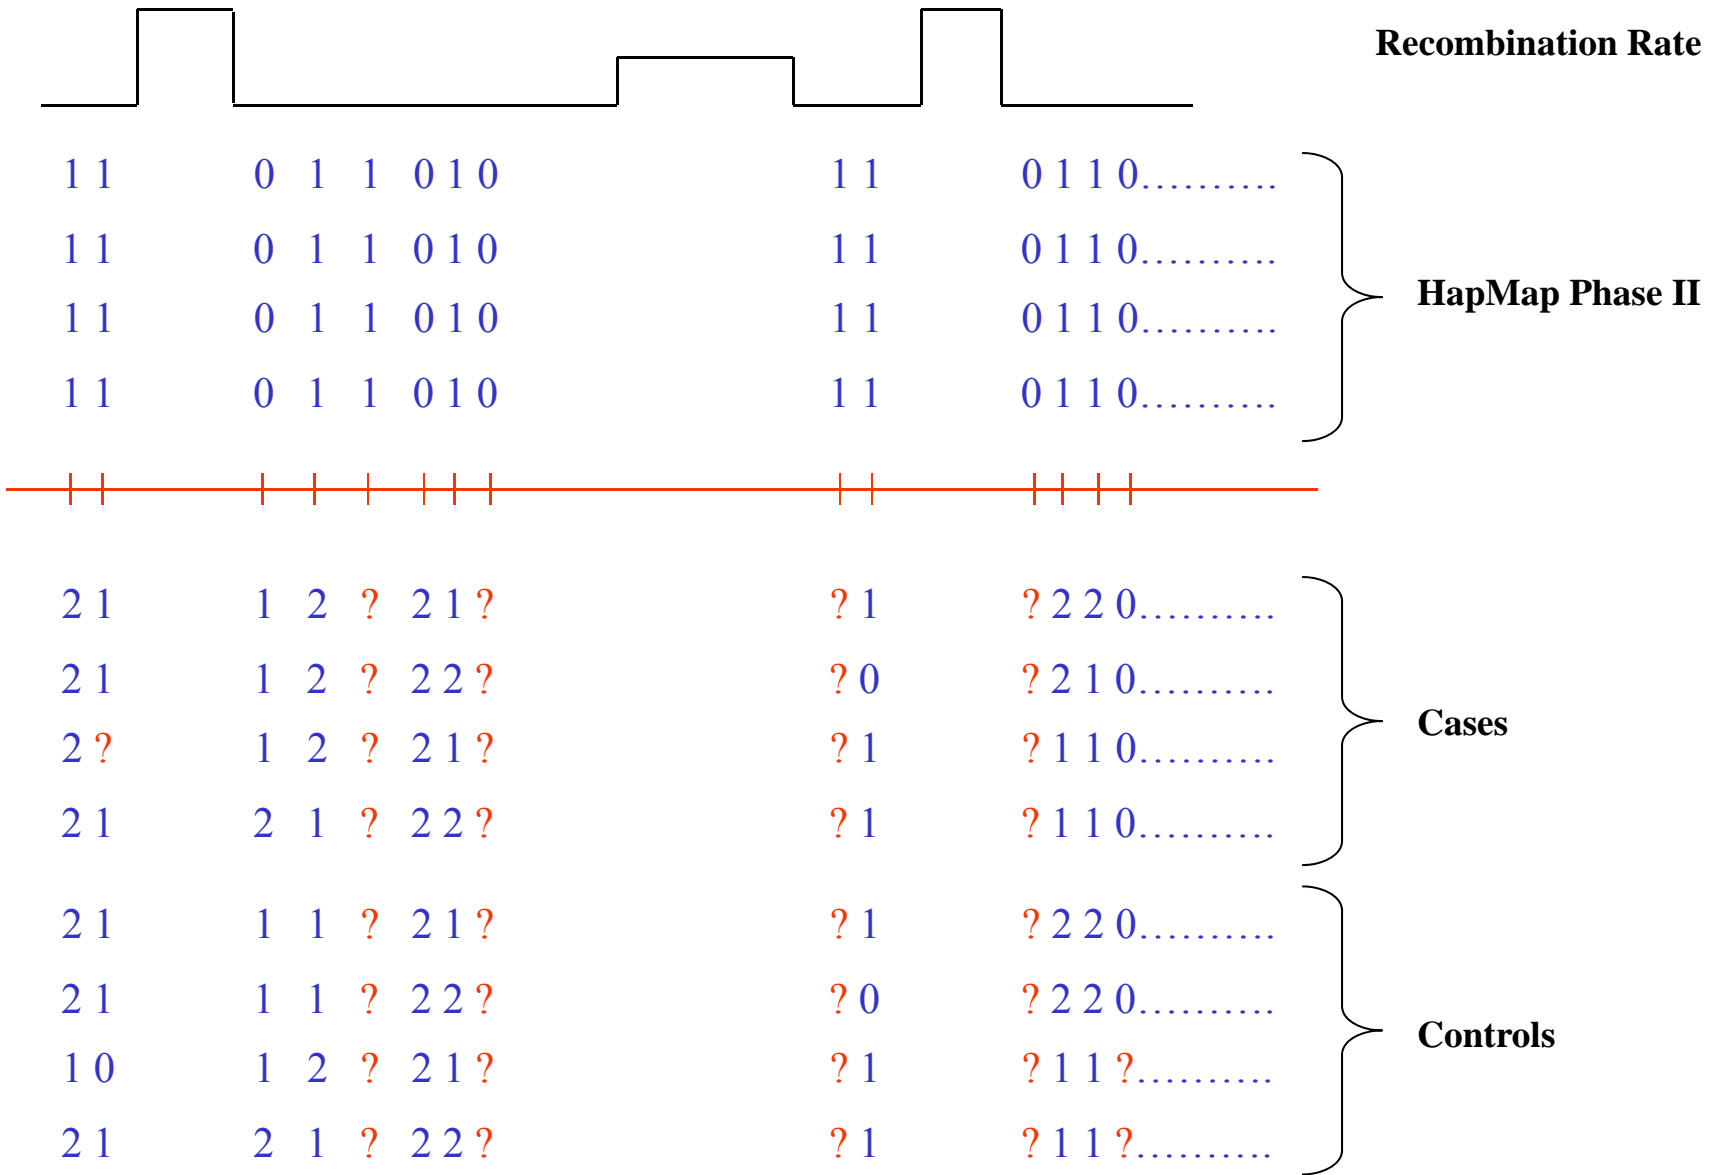 Recombination Rate
1 1 0 1 1 0 1 0 1 1 0 1 1 0..........
1 1 0 1 1 0 1 0 1 1 0 1 1 0..........
HapMap Phase II
1 1 0 1 1 0 1 0 1 1 0 1 1 0..........
1 1 0 1 1 0 1 0 1 1 0 1 1 0..........
2 1 1 2 ? 2 1 ? ? 1 ? 2 2 0..........
2 1 1 2 ? 2 2 ? ? 0 ? 2 1 0..........
Cases
2 ? 1 2 ? 2 1 ? ? 1 ? 1 1 0..........
2 1 2 1 ? 2 2 ? ? 1 ? 1 1 0..........
2 1 1 1 ? 2 1 ? ? 1 ? 2 2 0..........
2 1 1 1 ? 2 2 ? ? 0 ? 2 2 0..........
Controls
1 0 1 2 ? 2 1 ? ? 1 ? 1 1 ?..........
2 1 2 1 ? 2 2 ? ? 1 ? 1 1 ?..........